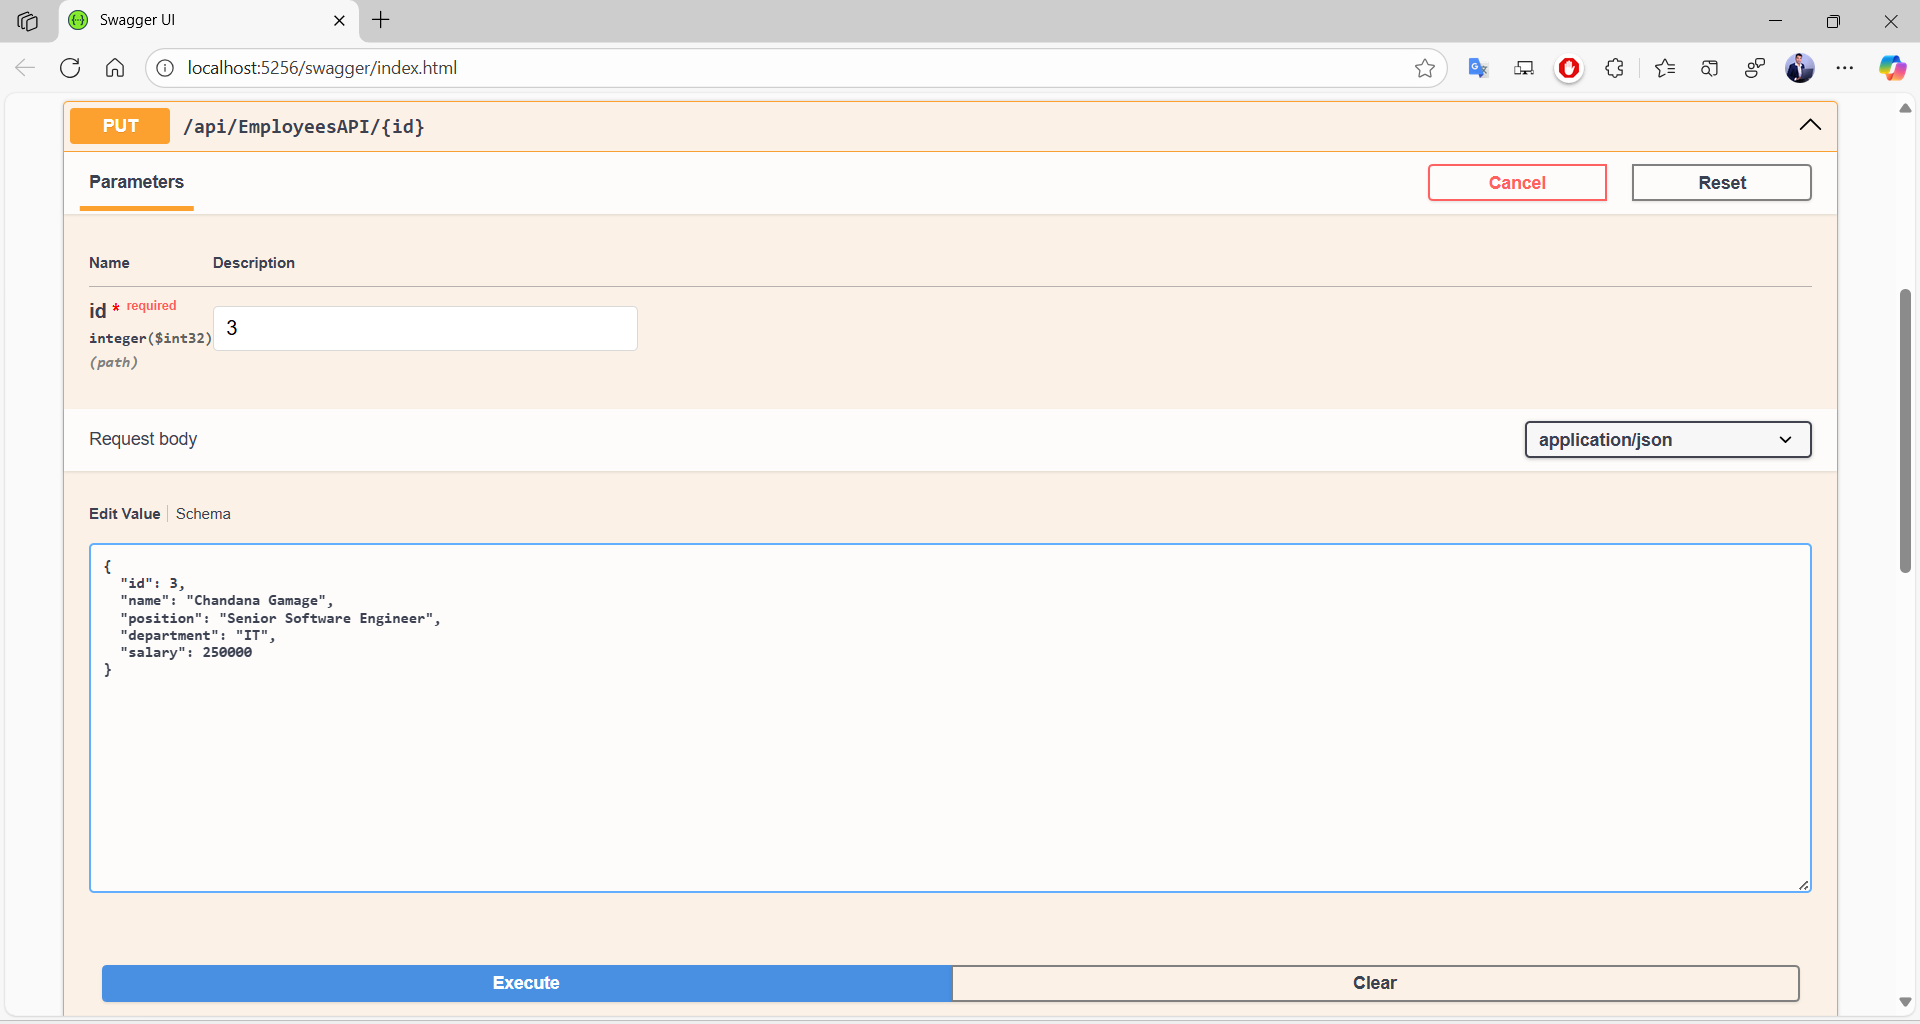 Swagger UI
localhost:5256/swagger/index.html
PUT /api/EmployeesAPI/{id}
Parameters
Cancel
Reset
Name Description
id * required
integer($int32)
(path)
3
Request body
application/json
Edit Value Schema
{
  "id": 3,
  "name": "Chandana Gamage",
  "position": "Senior Software Engineer",
  "department": "IT",
  "salary": 250000
}
Execute
Clear